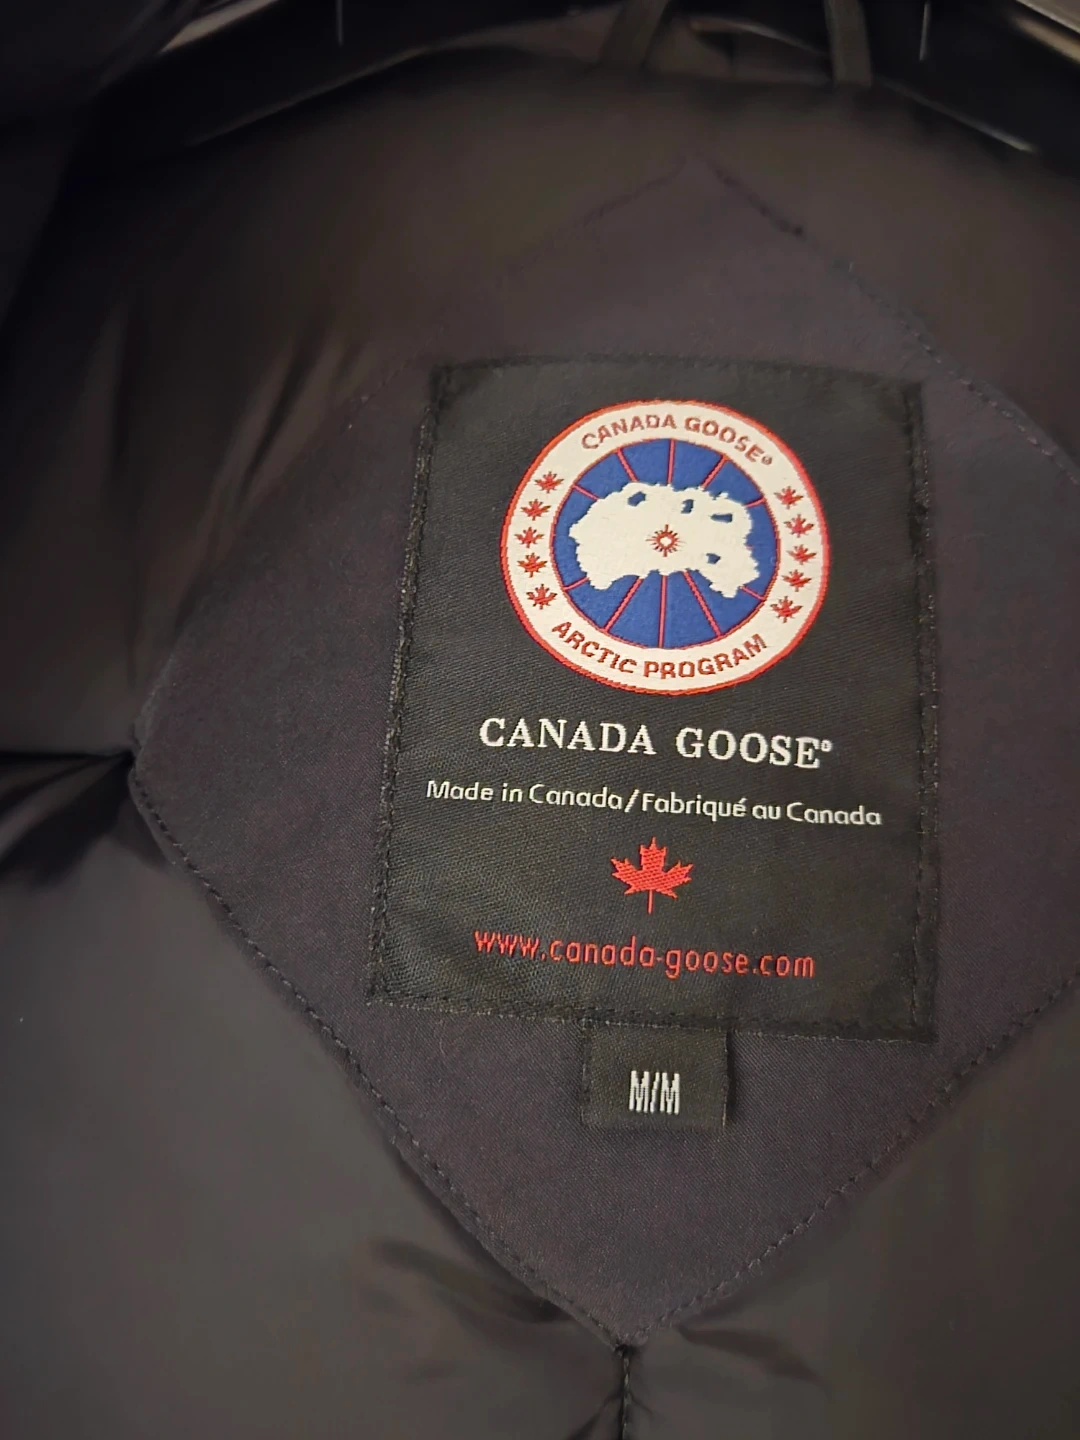 CANADA GOOSE®
ARCTIC PROGRAM
CANADA GOOSE®
Made in Canada/Fabriqué au Canada
www.canada-goose.com
M/M